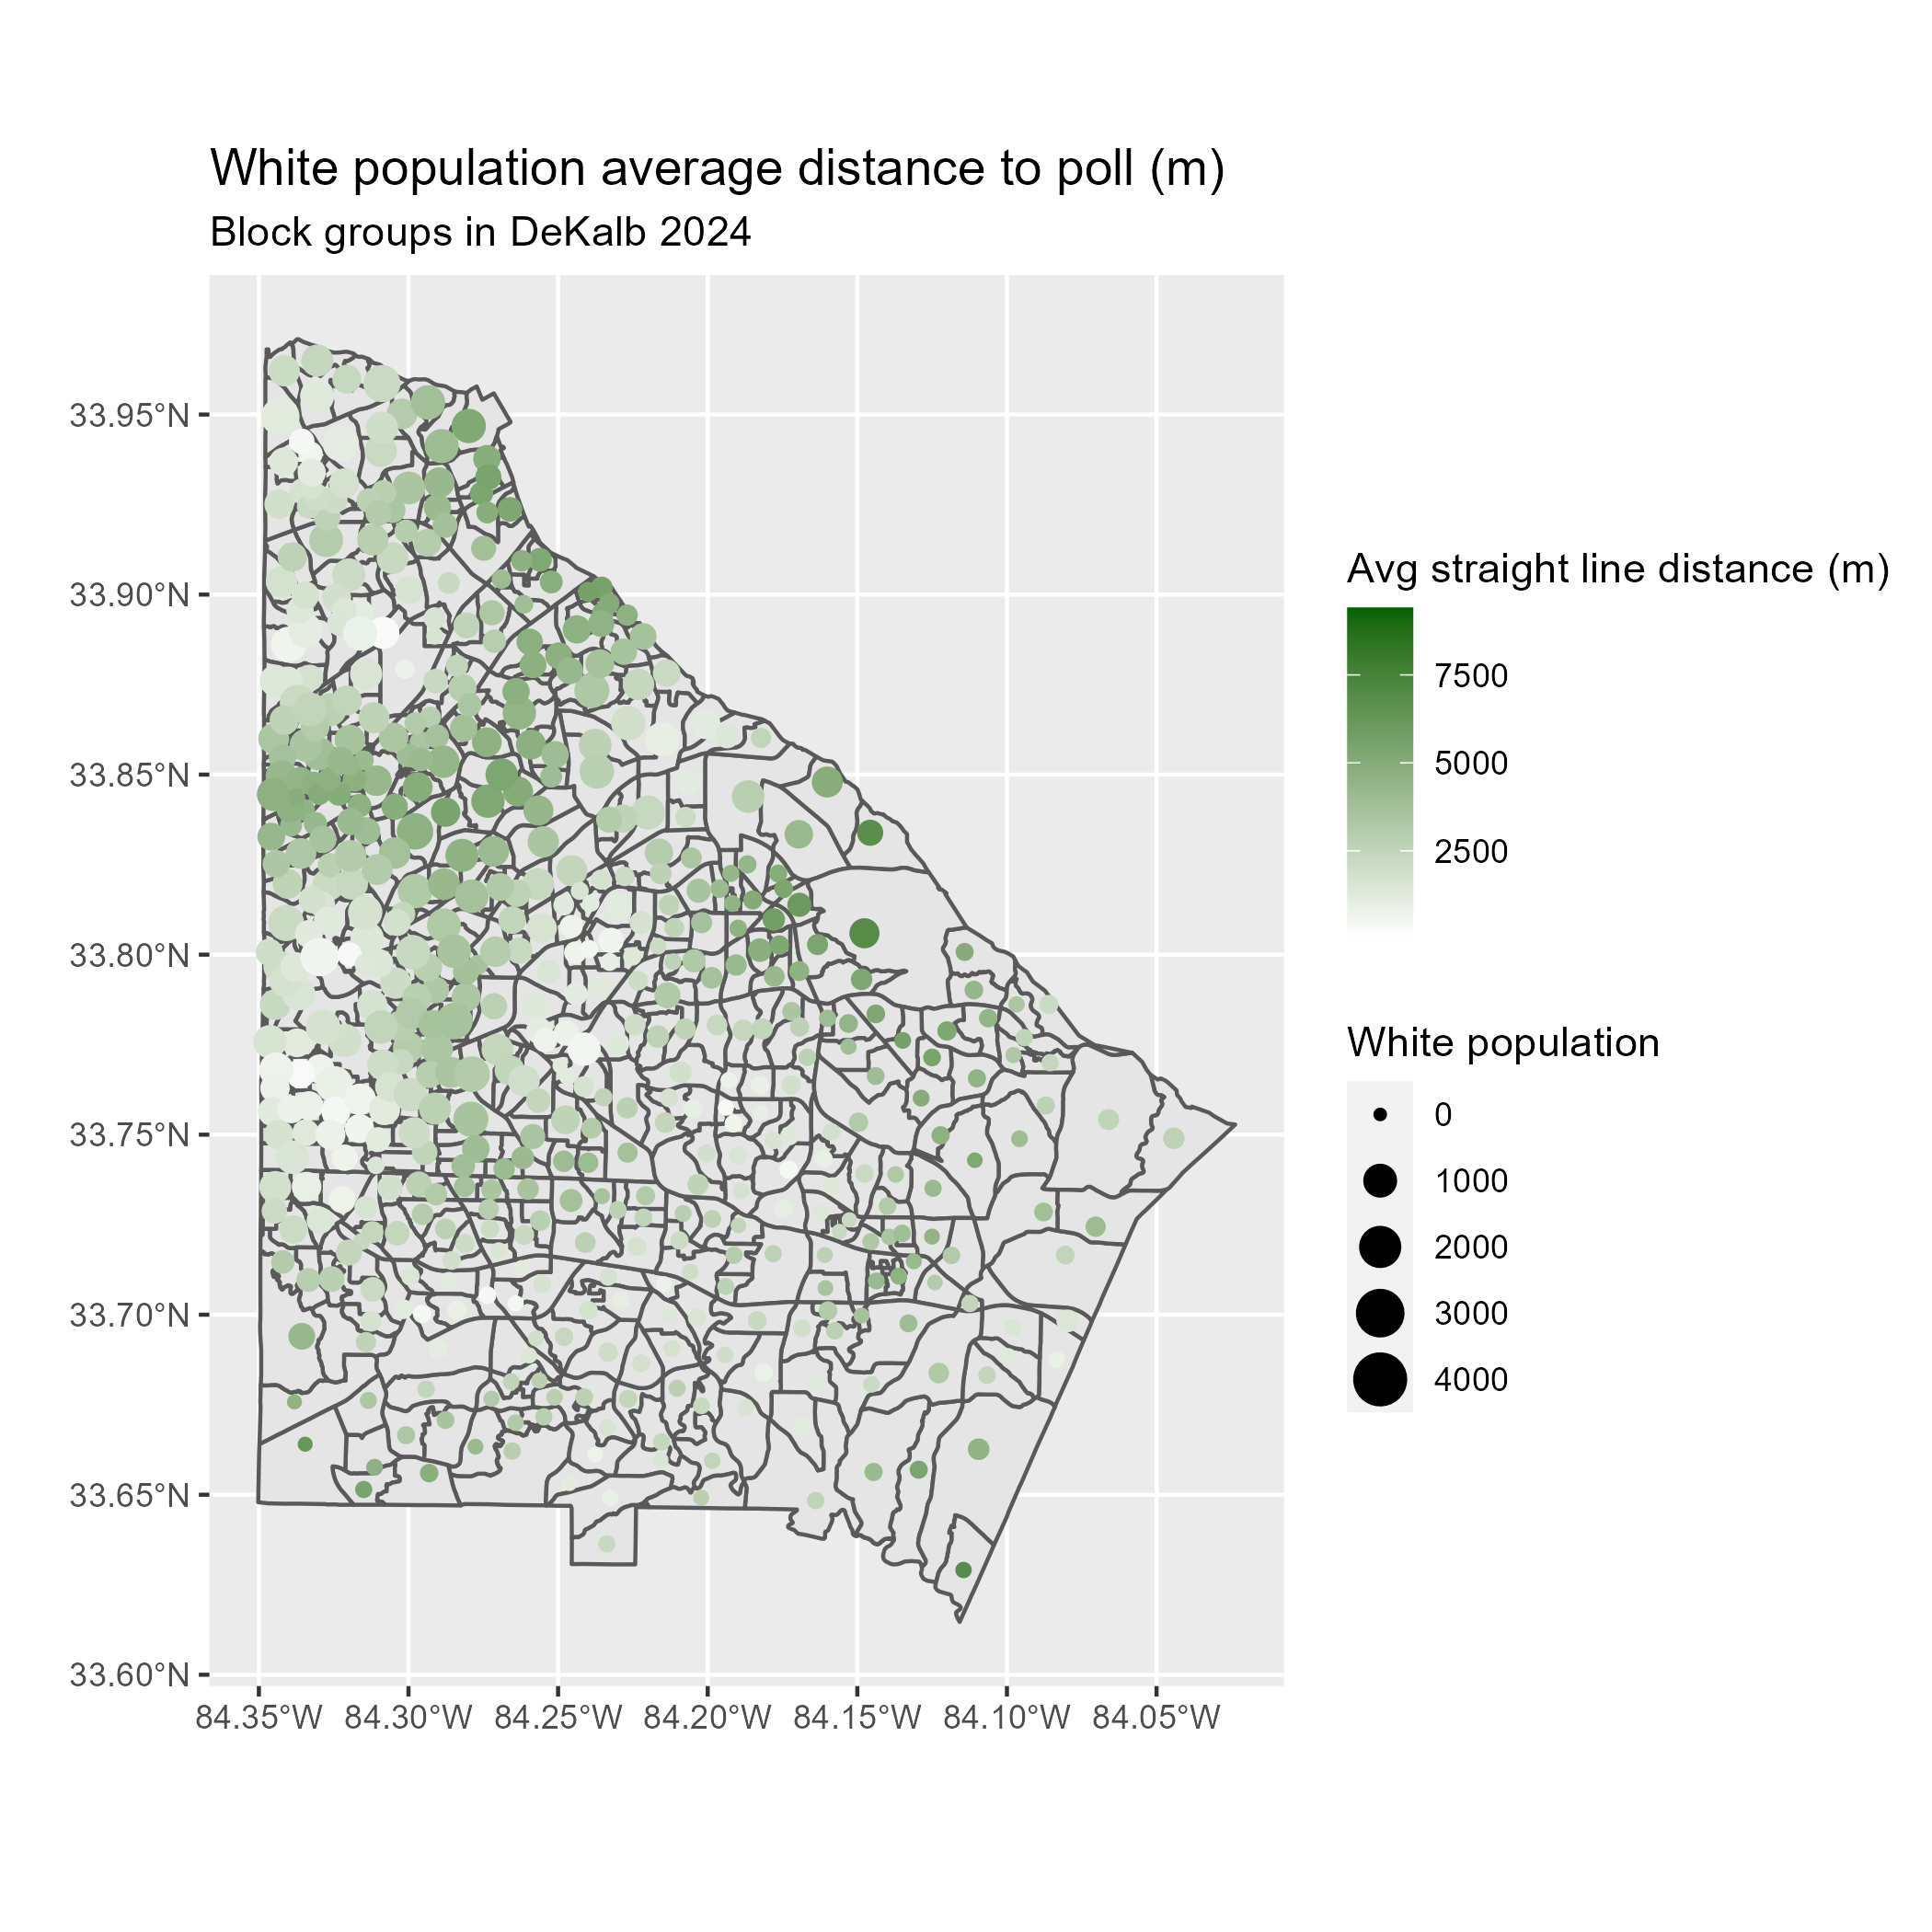 White population average distance to poll (m)
Block groups in DeKalb 2024
33.95°N
33.90°N
33.85°N
33.80°N
33.75°N
33.70°N
33.65°N
33.60°N
84.35°W 84.30°W 84.25°W 84.20°W 84.15°W 84.10°W 84.05°W
Avg straight line distance (m)
7500
5000
2500
White population
0
1000
2000
3000
4000